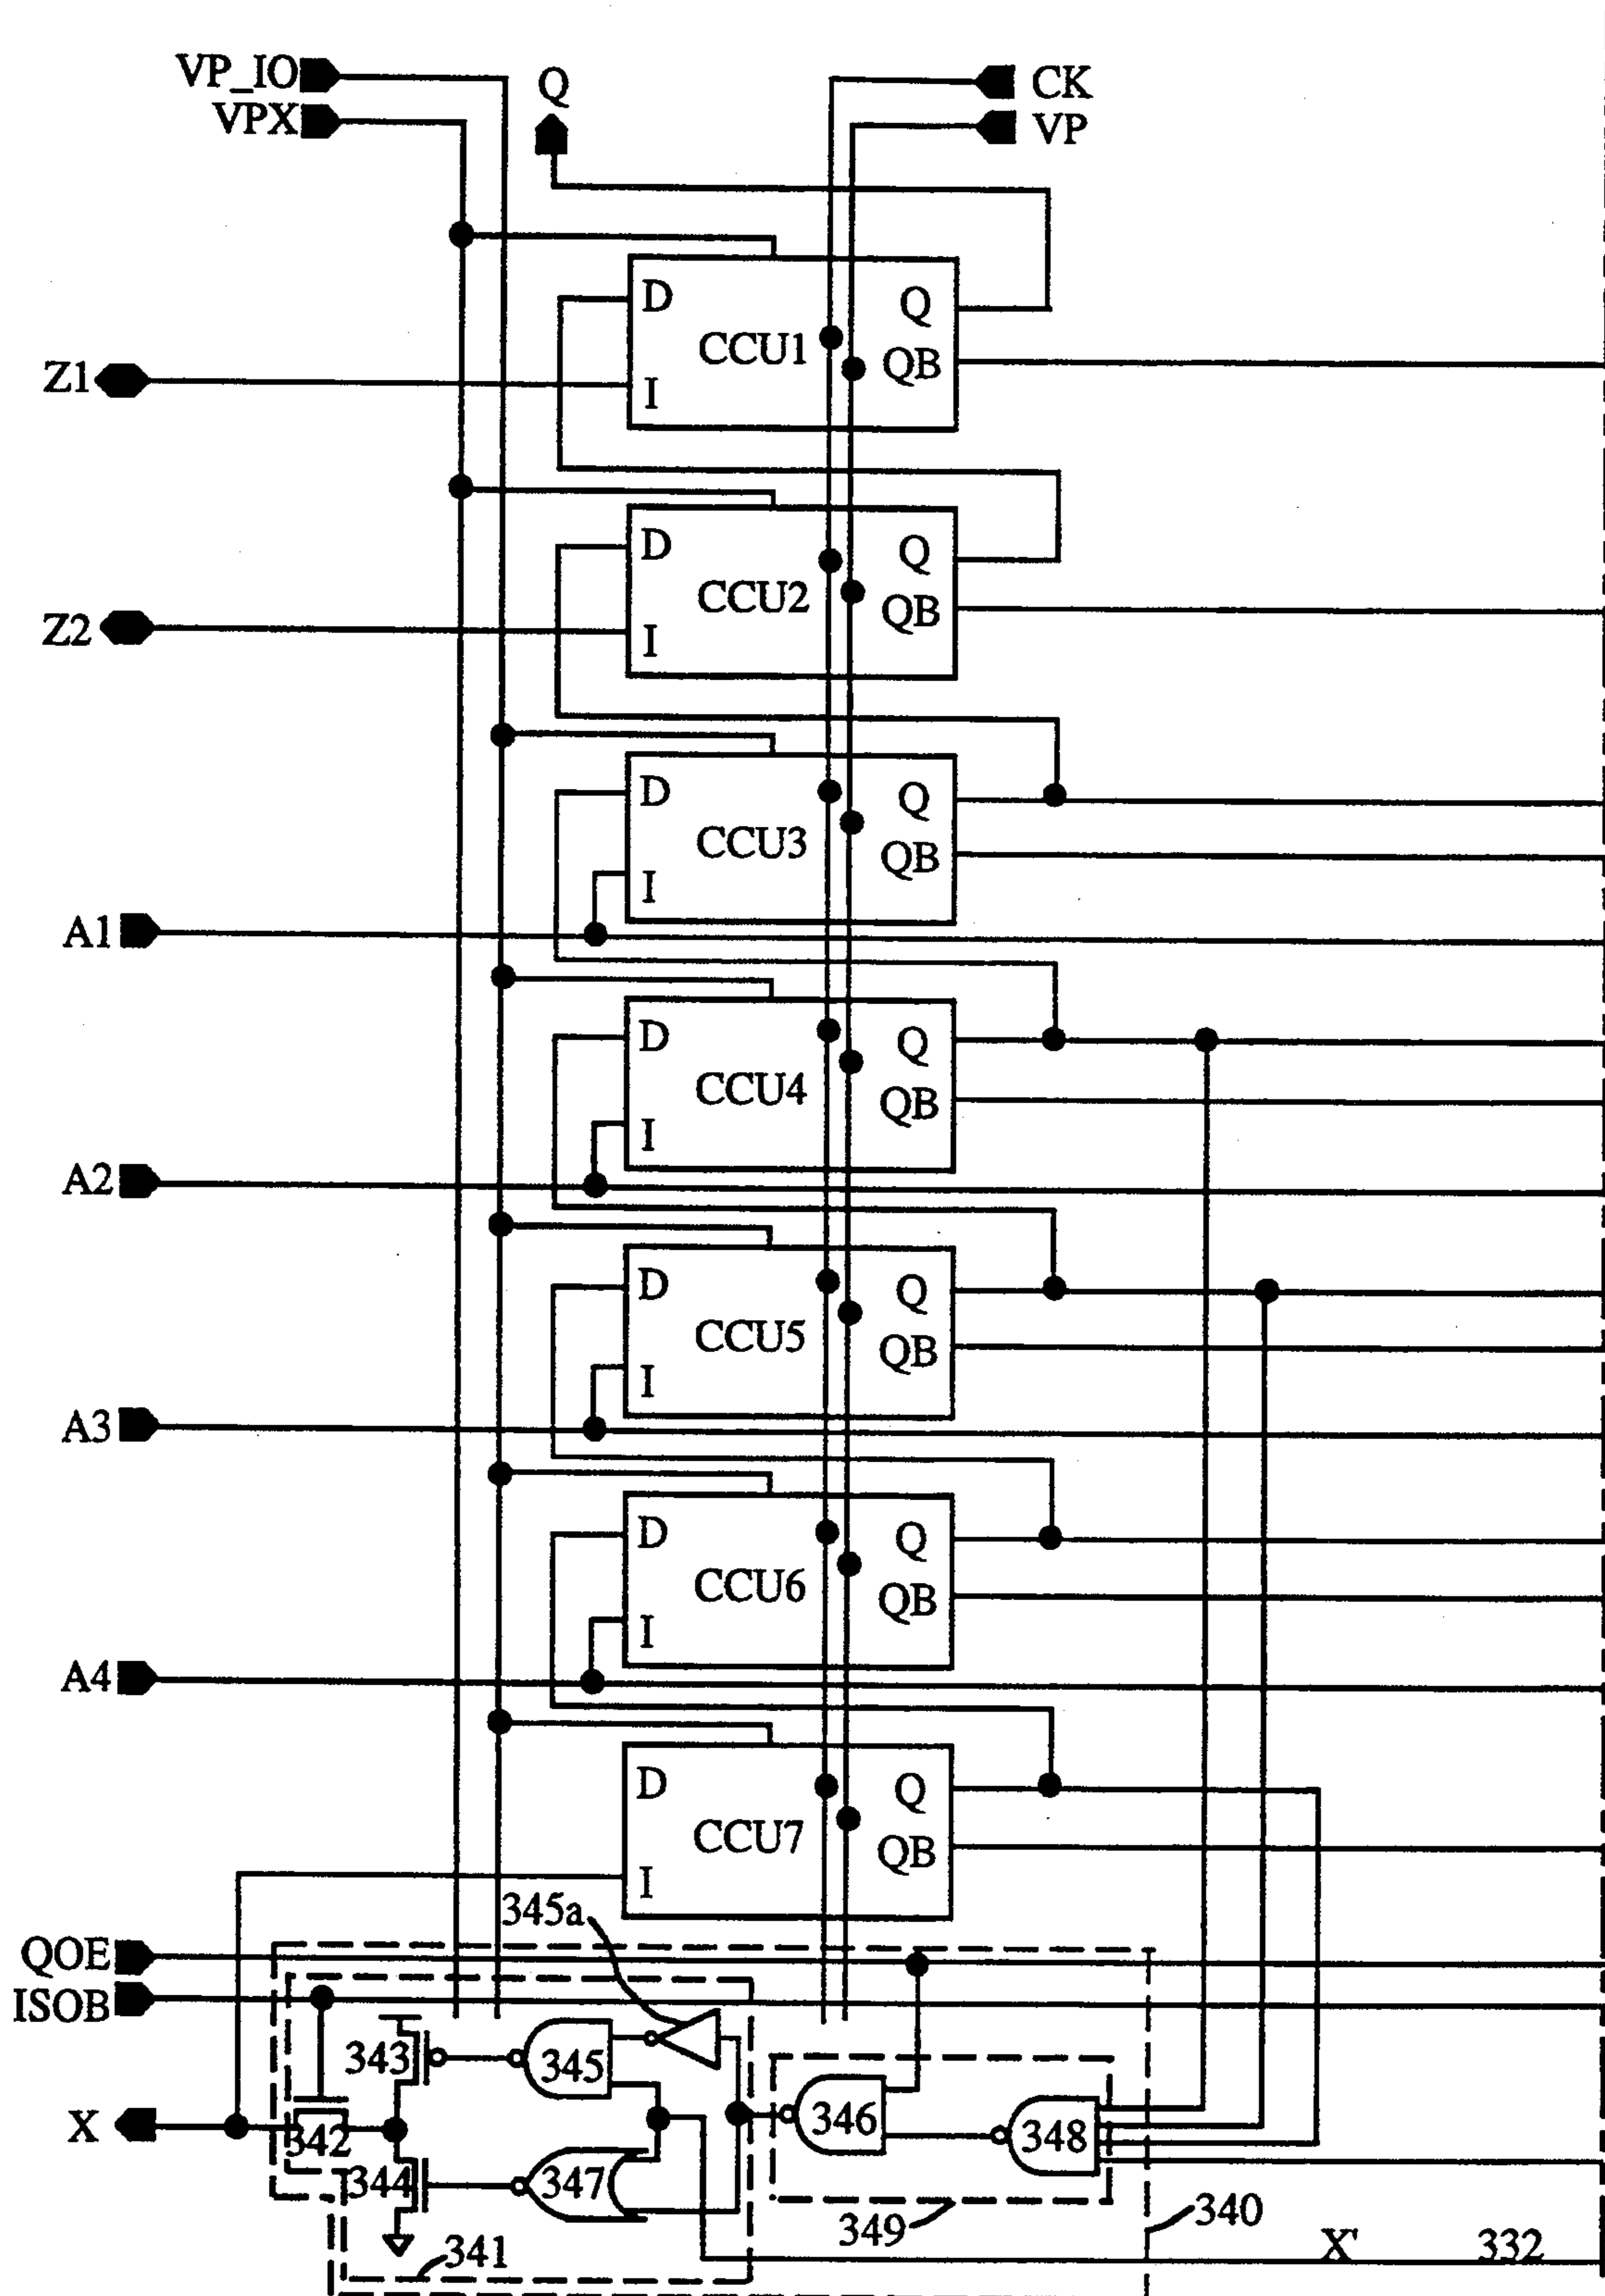 VP_IO
VPX
Q
CK
VP
D
Q
CCU1
QB
Z1
I
D
Q
CCU2
QB
Z2
I
D
Q
CCU3
QB
I
A1
D
Q
CCU4
QB
I
A2
D
Q
CCU5
QB
I
A3
D
Q
CCU6
QB
I
A4
D
Q
CCU7
QB
I
345a
QOE
ISOB
343
345
X
342
346
348
344
347
349
340
341
X'
332